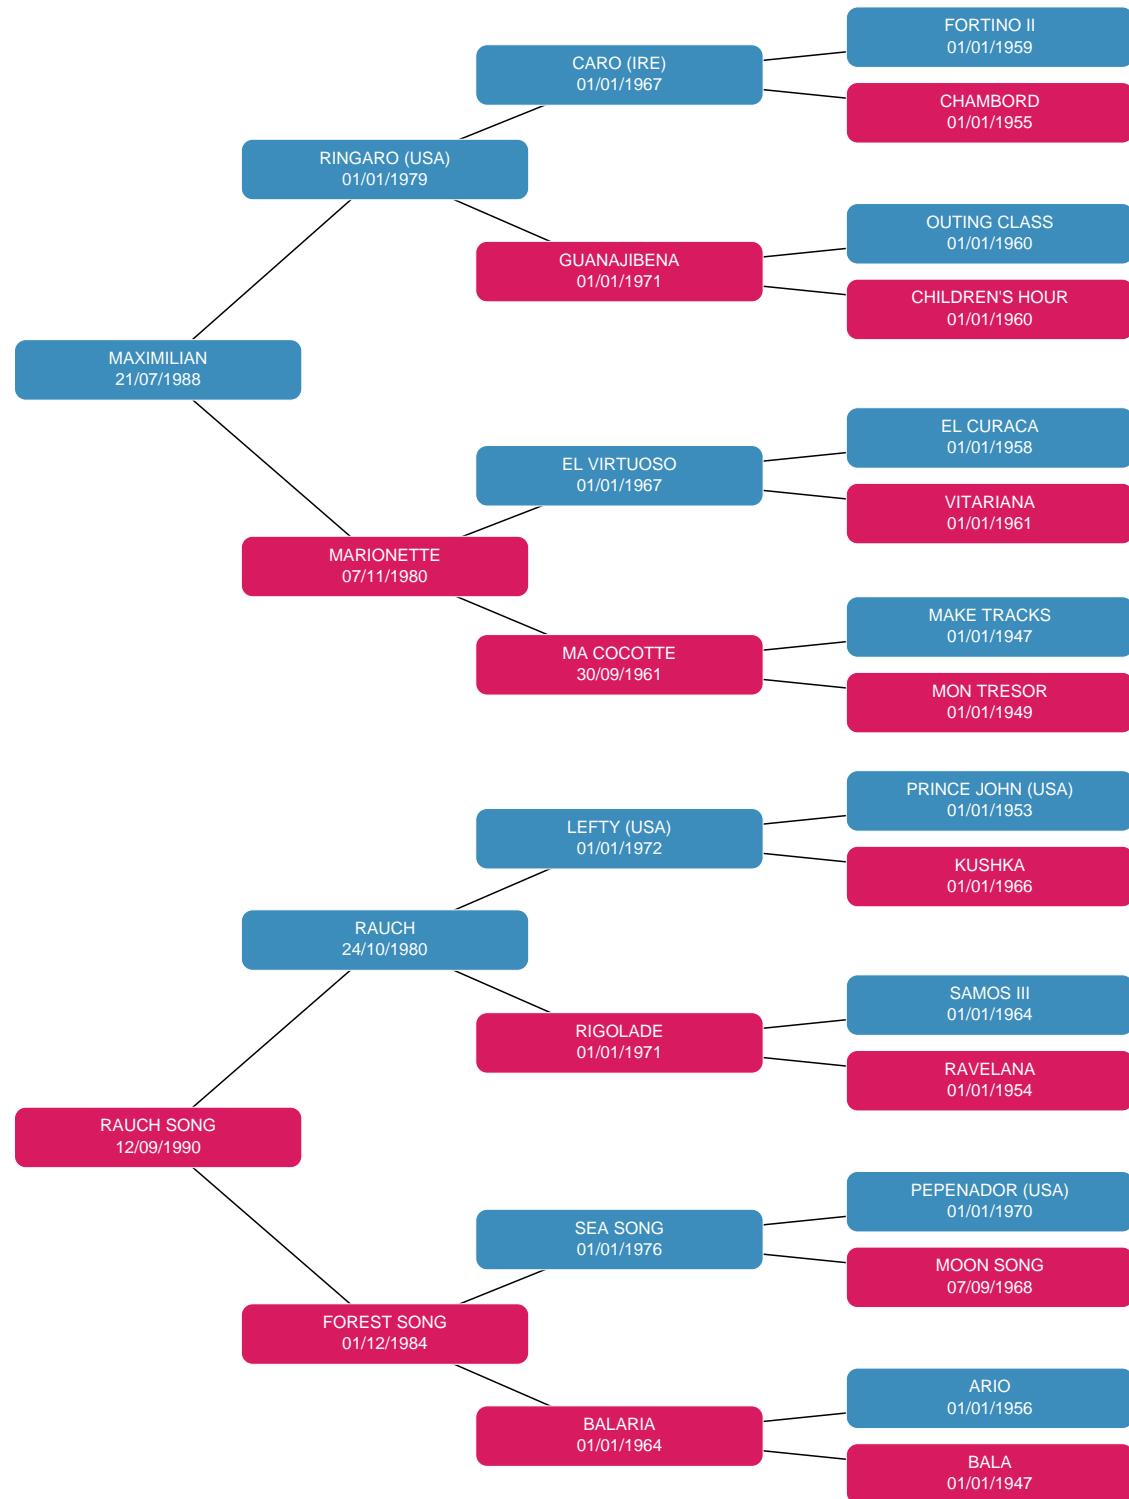 FORTINO II
01/01/1959
CARO (IRE)
01/01/1967
CHAMBORD
01/01/1955
RINGARO (USA)
01/01/1979
OUTING CLASS
01/01/1960
GUANAJIBENA
01/01/1971
CHILDREN'S HOUR
01/01/1960
MAXIMILIAN
21/07/1988
EL CURACA
01/01/1958
EL VIRTUOSO
01/01/1967
VITARIANA
01/01/1961
MARIONETTE
07/11/1980
MAKE TRACKS
01/01/1947
MA COCOTTE
30/09/1961
MON TRESOR
01/01/1949
PRINCE JOHN (USA)
01/01/1953
LEFTY (USA)
01/01/1972
KUSHKA
01/01/1966
RAUCH
24/10/1980
SAMOS III
01/01/1964
RIGOLADE
01/01/1971
RAVELANA
01/01/1954
RAUCH SONG
12/09/1990
PEPENADOR (USA)
01/01/1970
SEA SONG
01/01/1976
MOON SONG
07/09/1968
FOREST SONG
01/12/1984
ARIO
01/01/1956
BALARIA
01/01/1964
BALA
01/01/1947